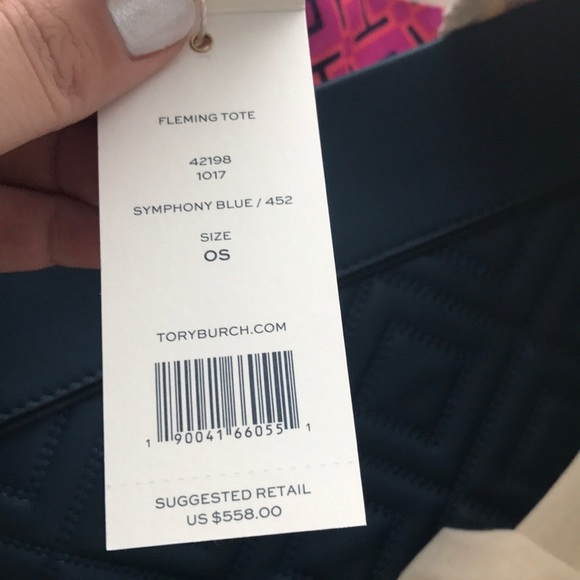 FLEMING TOTE
42198
1017
SYMPHONY BLUE / 452
SIZE
OS
TORYBURCH.COM
1 90041 66055 1
SUGGESTED RETAIL
US $558.00